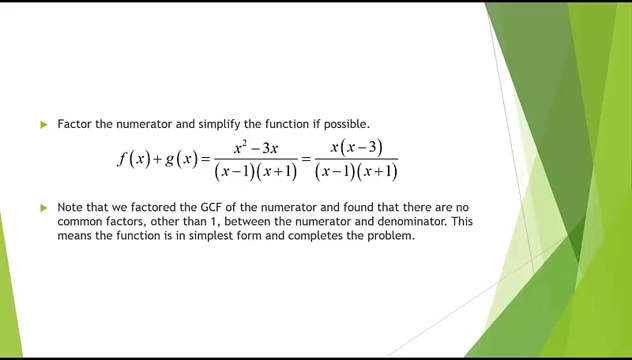 Factor the numerator and simplify the function if possible.
f(x)+g(x) = (x² − 3x)/((x−1)(x+1)) = (x(x−3))/((x−1)(x+1))
Note that we factored the GCF of the numerator and found that there are no
common factors, other than 1, between the numerator and denominator. This
means the function is in simplest form and completes the problem.